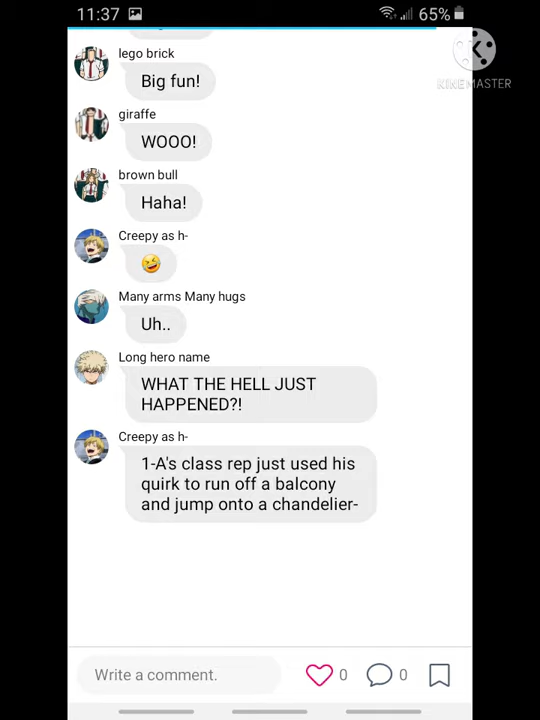 11:37
65%
KINEMASTER
lego brick
Big fun!
giraffe
WOOO!
brown bull
Haha!
Creepy as h-
Many arms Many hugs
Uh..
Long hero name
WHAT THE HELL JUST
HAPPENED?!
Creepy as h-
1-A's class rep just used his
quirk to run off a balcony
and jump onto a chandelier-
Write a comment.
0
0